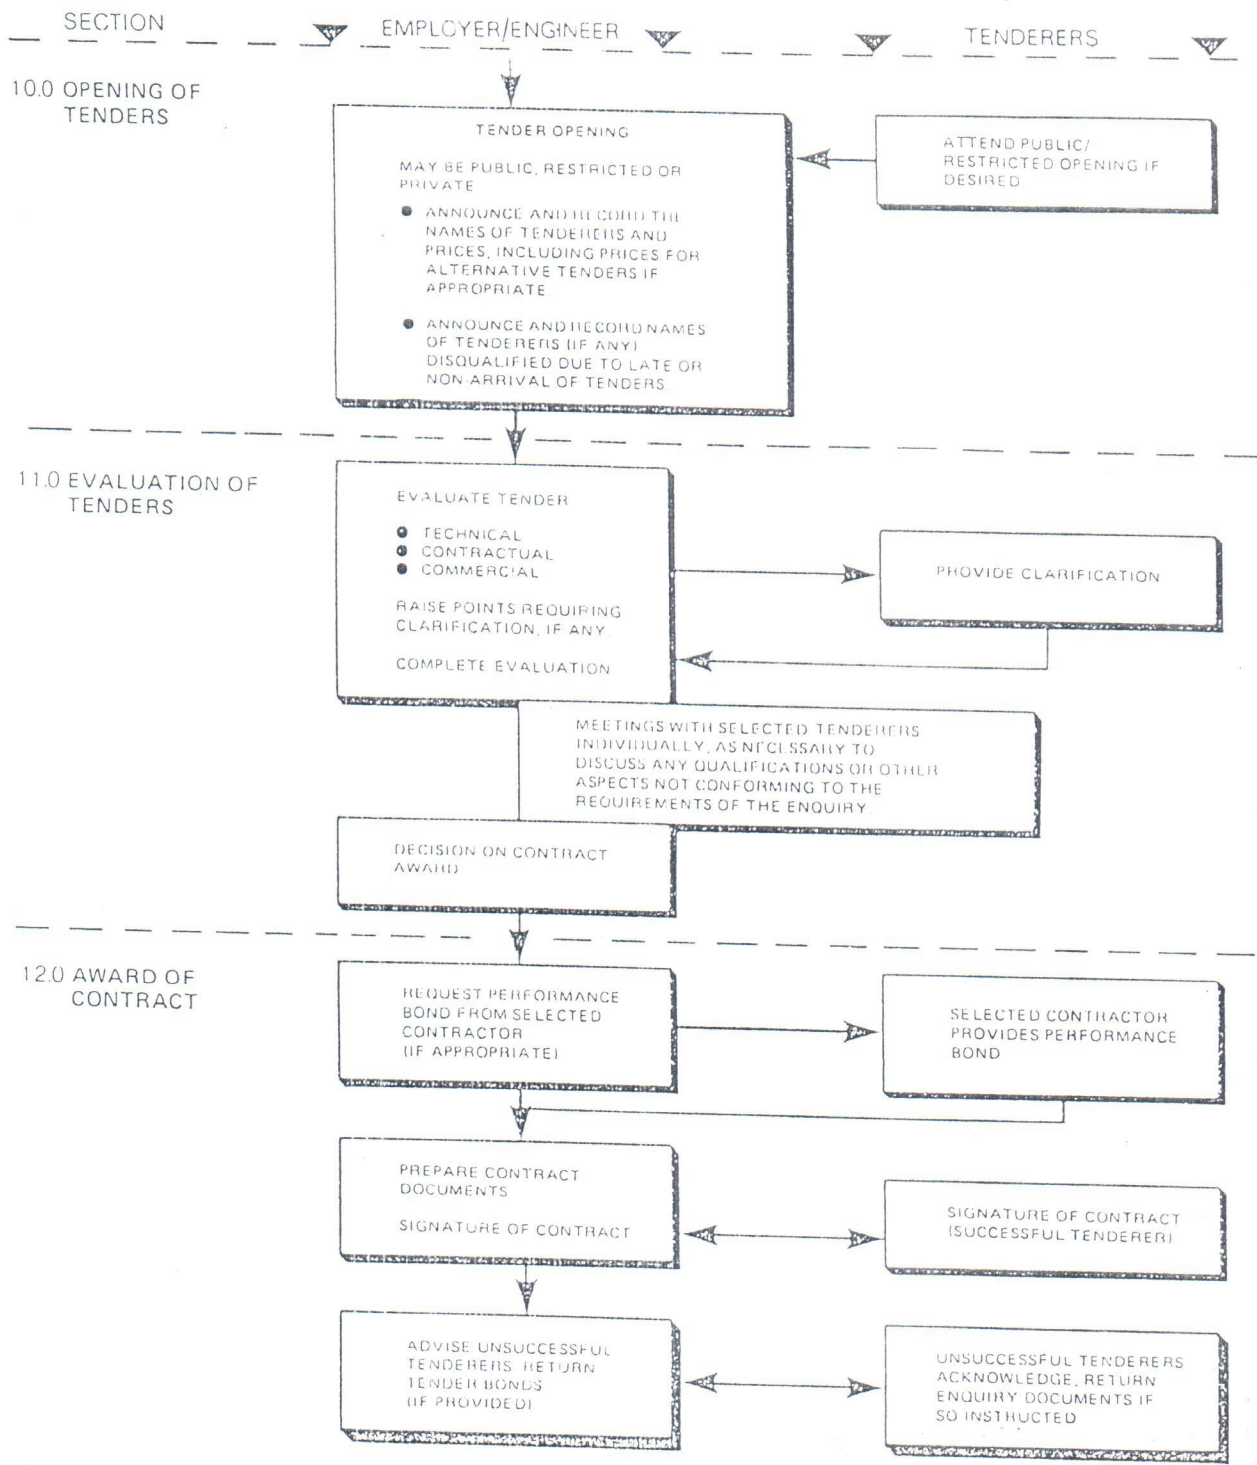 SECTION
EMPLOYER/ENGINEER
TENDERERS
10.0 OPENING OF
TENDERS
TENDER OPENING
MAY BE PUBLIC, RESTRICTED OR
PRIVATE
● ANNOUNCE AND RECORD THE
NAMES OF TENDERERS AND
PRICES, INCLUDING PRICES FOR
ALTERNATIVE TENDERS IF
APPROPRIATE
● ANNOUNCE AND RECORD NAMES
OF TENDERERS (IF ANY)
DISQUALIFIED DUE TO LATE OR
NON-ARRIVAL OF TENDERS
ATTEND PUBLIC/
RESTRICTED OPENING IF
DESIRED
11.0 EVALUATION OF
TENDERS
EVALUATE TENDER
● TECHNICAL
● CONTRACTUAL
● COMMERCIAL
RAISE POINTS REQUIRING
CLARIFICATION, IF ANY
COMPLETE EVALUATION
PROVIDE CLARIFICATION
MEETINGS WITH SELECTED TENDERERS
INDIVIDUALLY, AS NECESSARY TO
DISCUSS ANY QUALIFICATIONS OR OTHER
ASPECTS NOT CONFORMING TO THE
REQUIREMENTS OF THE ENQUIRY
DECISION ON CONTRACT
AWARD
12.0 AWARD OF
CONTRACT
REQUEST PERFORMANCE
BOND FROM SELECTED
CONTRACTOR
(IF APPROPRIATE)
SELECTED CONTRACTOR
PROVIDES PERFORMANCE
BOND
PREPARE CONTRACT
DOCUMENTS
SIGNATURE OF CONTRACT
SIGNATURE OF CONTRACT
(SUCCESSFUL TENDERER)
ADVISE UNSUCCESSFUL
TENDERERS RETURN
TENDER BONDS
(IF PROVIDED)
UNSUCCESSFUL TENDERERS
ACKNOWLEDGE, RETURN
ENQUIRY DOCUMENTS IF
SO INSTRUCTED